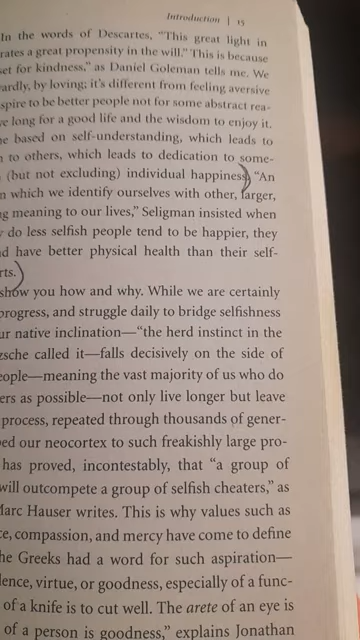 Introduction | 15
In the words of Descartes, "This great light in
rates a great propensity in the will." This is because
set for kindness," as Daniel Goleman tells me. We
ardly, by loving; it's different from feeling aversive
spire to be better people not for some abstract rea-
ve long for a good life and the wisdom to enjoy it.
e based on self-understanding, which leads to
n to others, which leads to dedication to some-
(but not excluding) individual happiness. "An
n which we identify ourselves with other, larger,
ng meaning to our lives," Seligman insisted when
do less selfish people tend to be happier, they
d have better physical health than their self-
rts.
show you how and why. While we are certainly
progress, and struggle daily to bridge selfishness
ur native inclination—"the herd instinct in the
zsche called it—falls decisively on the side of
eople—meaning the vast majority of us who do
ers as possible—not only live longer but leave
process, repeated through thousands of gener-
ped our neocortex to such freakishly large pro-
has proved, incontestably, that "a group of
will outcompete a group of selfish cheaters," as
Marc Hauser writes. This is why values such as
ce, compassion, and mercy have come to define
he Greeks had a word for such aspiration—
lence, virtue, or goodness, especially of a func-
of a knife is to cut well. The arete of an eye is
of a person is goodness," explains Jonathan